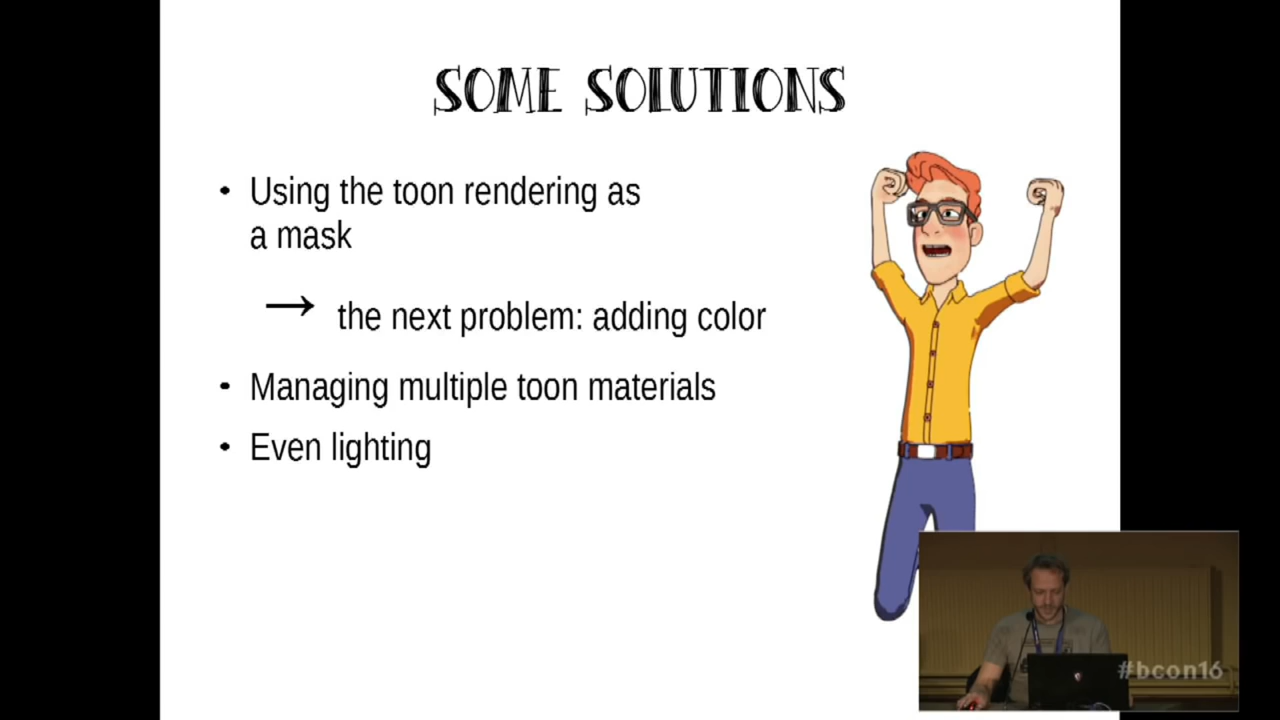 SOME SOLUTIONS
• Using the toon rendering as
a mask
→ the next problem: adding color
• Managing multiple toon materials
• Even lighting
#bcon16